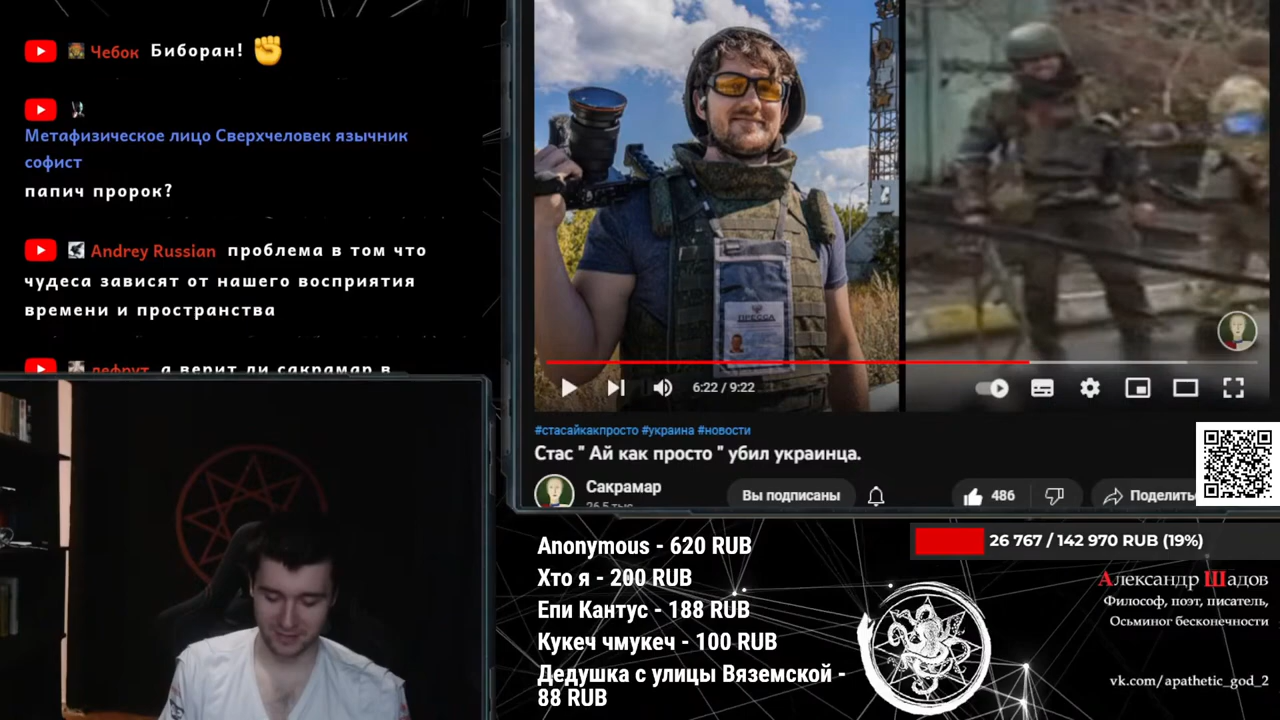 Чебок Биборан!
Метафизическое лицо Сверхчеловек язычник
софист
папич пророк?
Andrey Russian проблема в том что
чудеса зависят от нашего восприятия
времени и пространства
а верит ли сакрамар в
ПРЕССА
6:22 / 9:22
#стасайкакпросто #украина #новости
Стас " Ай как просто " убил украинца.
Сакрамар
Вы подписаны
486
Поделить
26 767 / 142 970 RUB (19%)
Anonymous - 620 RUB
Хто я - 200 RUB
Епи Кантус - 188 RUB
Кукеч чмукеч - 100 RUB
Дедушка с улицы Вяземской -
88 RUB
Александр Шадов
Философ, поэт, писатель,
Осьминог бесконечности
vk.com/apathetic_god_2